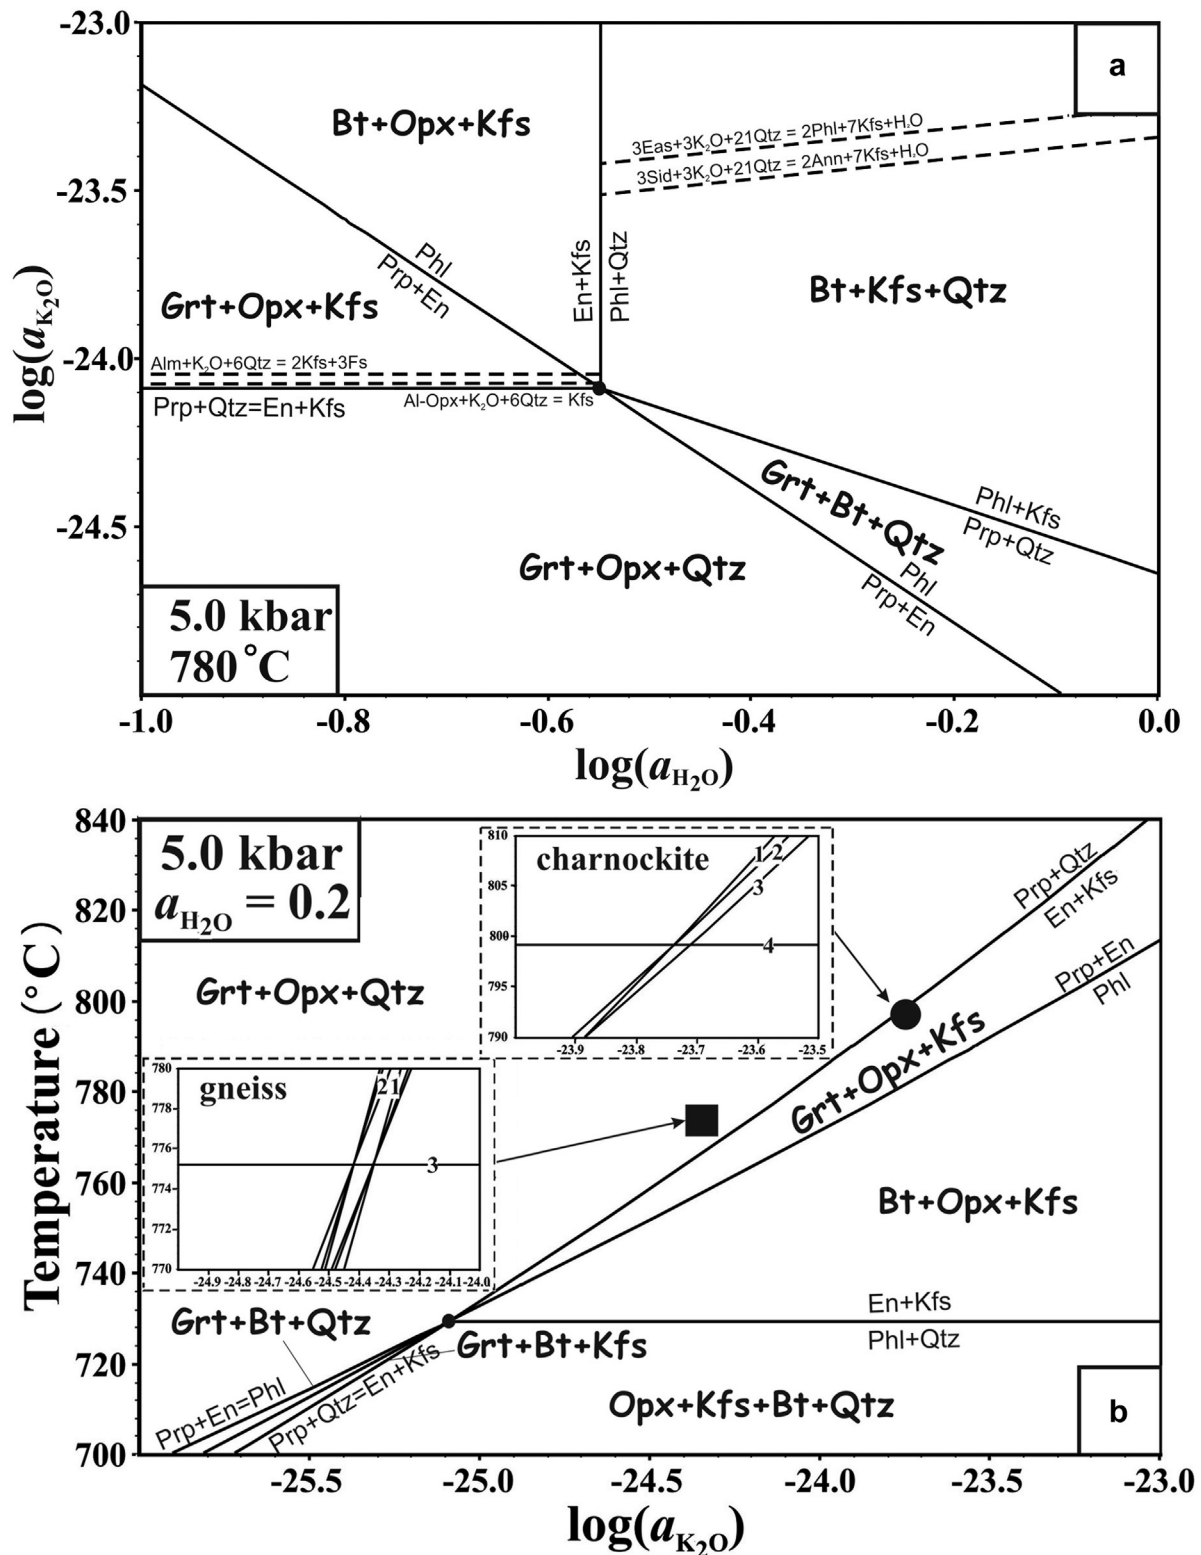 -23.0
-23.5
-24.0
-24.5
log(aK2O)
a
Bt+Opx+Kfs
3Eas+3K2O+21Qtz = 2Phl+7Kfs+H2O
3Sid+3K2O+21Qtz = 2Ann+7Kfs+H2O
En+Kfs
Phl+Qtz
Phl
Prp+En
Bt+Kfs+Qtz
Grt+Opx+Kfs
Alm+K2O+6Qtz = 2Kfs+3Fs
Al-Opx+K2O+6Qtz = Kfs
Prp+Qtz=En+Kfs
Grt+Bt+Qtz
Phl+Kfs
Prp+Qtz
Grt+Opx+Qtz
Phl
Prp+En
5.0 kbar
780°C
-1.0 -0.8 -0.6 -0.4 -0.2 0.0
log(aH2O)
840
820
800
780
760
740
720
700
Temperature (°C)
5.0 kbar
aH2O = 0.2
charnockite
810
805
800
795
790
1 2
3
4
-23.9 -23.8 -23.7 -23.6 -23.5
Prp+Qtz
En+Kfs
Prp+En
Phl
Grt+Opx+Qtz
Grt+Opx+Kfs
gneiss
780
778
776
774
772
770
21
3
-24.9 -24.8 -24.7 -24.6 -24.5 -24.4 -24.3 -24.2 -24.1 -24.0
Bt+Opx+Kfs
En+Kfs
Phl+Qtz
Grt+Bt+Qtz
Grt+Bt+Kfs
Prp+En=Phl
Prp+Qtz=En+Kfs
Opx+Kfs+Bt+Qtz
b
-25.5 -25.0 -24.5 -24.0 -23.5 -23.0
log(aK2O)